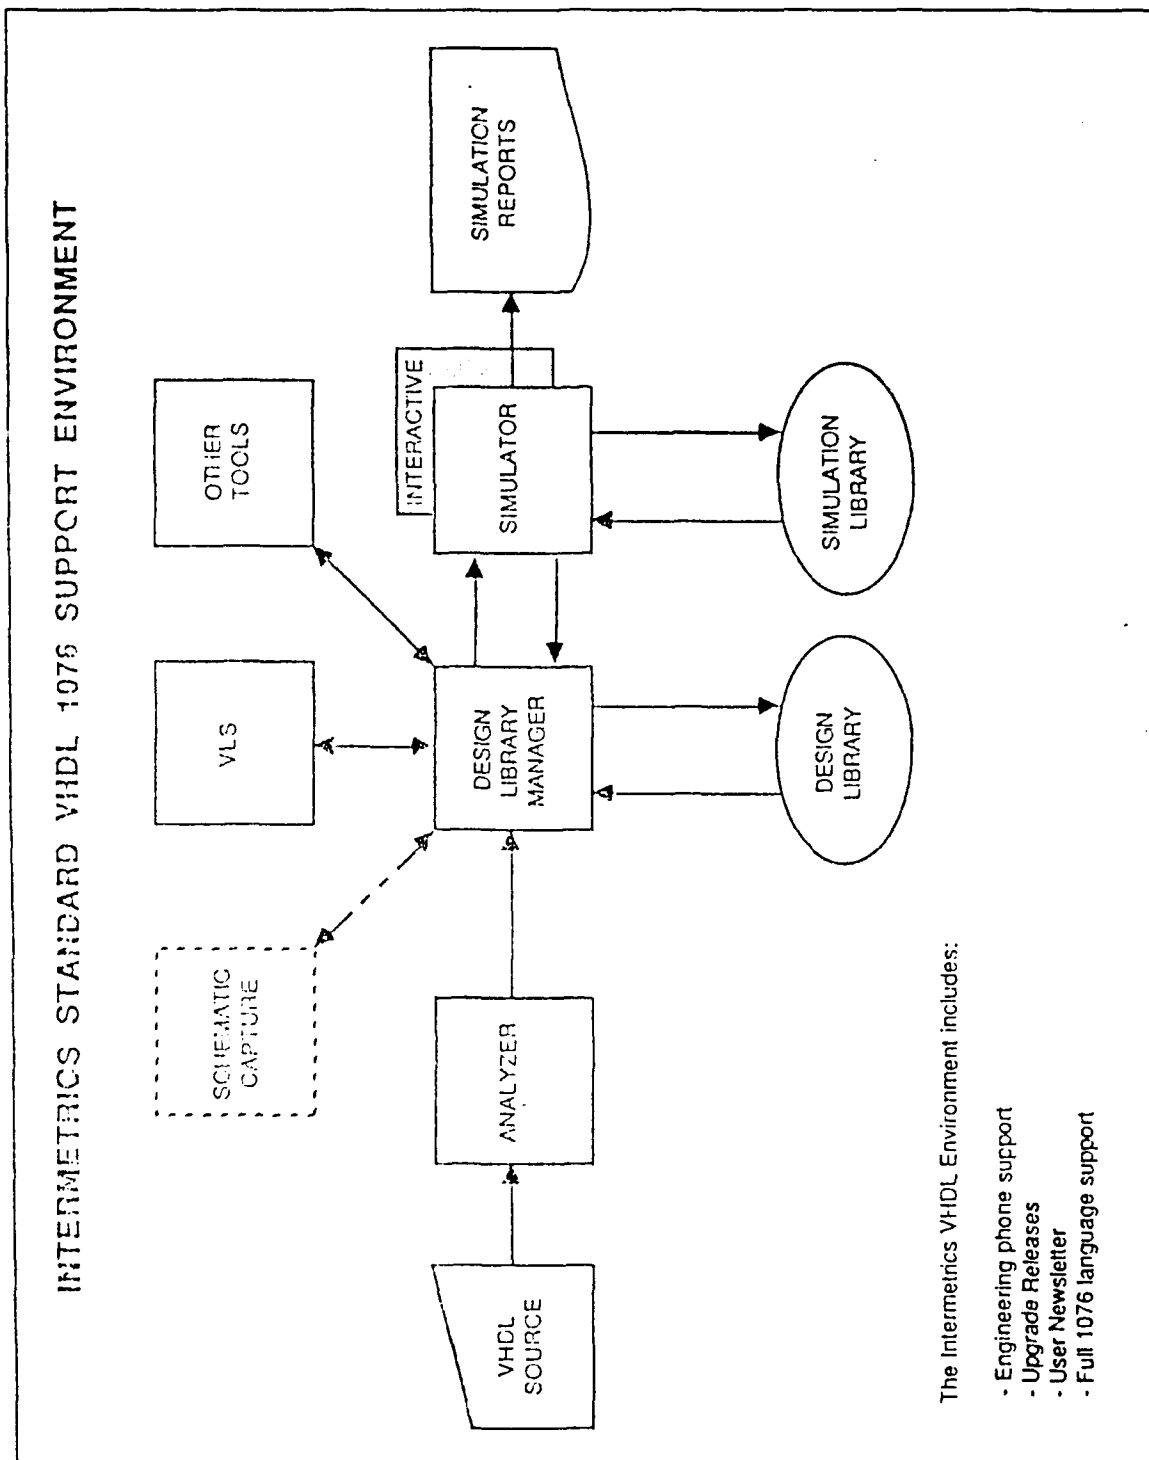 INTERMETRICS STANDARD VHDL 1076 SUPPORT ENVIRONMENT
SCHEMATIC
CAPTURE
VLS
OTHER
TOOLS
VHDL
SOURCE
ANALYZER
DESIGN
LIBRARY
MANAGER
INTERACTIVE
SIMULATOR
SIMULATION
REPORTS
DESIGN
LIBRARY
SIMULATION
LIBRARY
The Intermetrics VHDL Environment includes:
- Engineering phone support
- Upgrade Releases
- User Newsletter
- Full 1076 language support